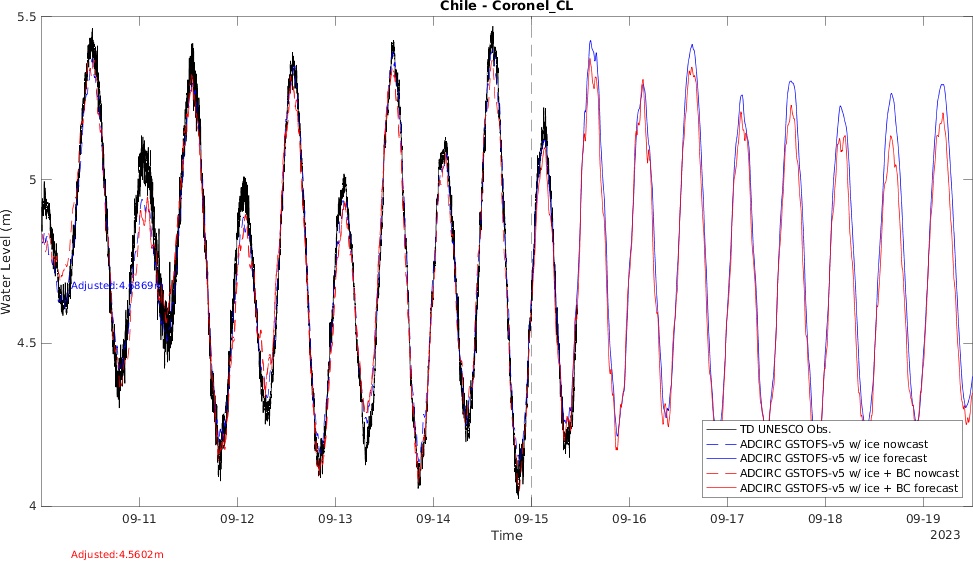 Chile - Coronel_CL
5.5
5
4.5
4
Water Level (m)
Adjusted:4.5869m
TD UNESCO Obs.
ADCIRC GSTOFS-v5 w/ ice nowcast
ADCIRC GSTOFS-v5 w/ ice forecast
ADCIRC GSTOFS-v5 w/ ice + BC nowcast
ADCIRC GSTOFS-v5 w/ ice + BC forecast
09-11 09-12 09-13 09-14 09-15 09-16 09-17 09-18 09-19
Time
2023
Adjusted:4.5602m